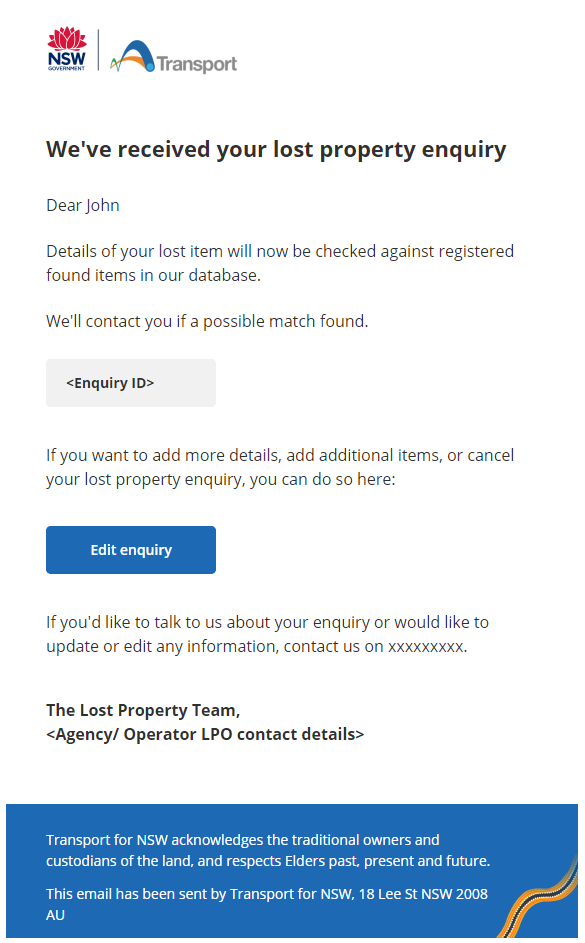 NSW
GOVERNMENT
Transport
We've received your lost property enquiry
Dear John
Details of your lost item will now be checked against registered
found items in our database.
We'll contact you if a possible match found.
<Enquiry ID>
If you want to add more details, add additional items, or cancel
your lost property enquiry, you can do so here:
Edit enquiry
If you'd like to talk to us about your enquiry or would like to
update or edit any information, contact us on xxxxxxxxx.
The Lost Property Team,
<Agency/ Operator LPO contact details>
Transport for NSW acknowledges the traditional owners and
custodians of the land, and respects Elders past, present and future.
This email has been sent by Transport for NSW, 18 Lee St NSW 2008
AU